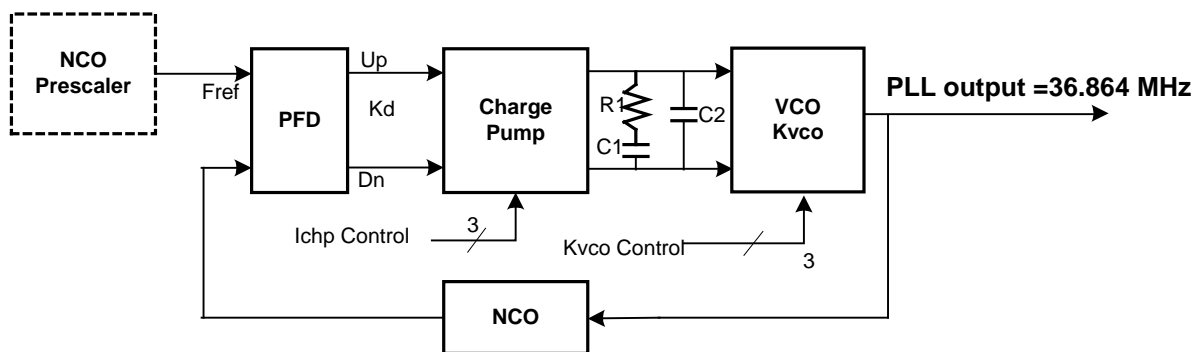 NCO
Prescaler
Fref
PFD
Up
Kd
Dn
Charge
Pump
R1
C1
C2
VCO
Kvco
PLL output =36.864 MHz
Ichp Control
3
Kvco Control
3
NCO